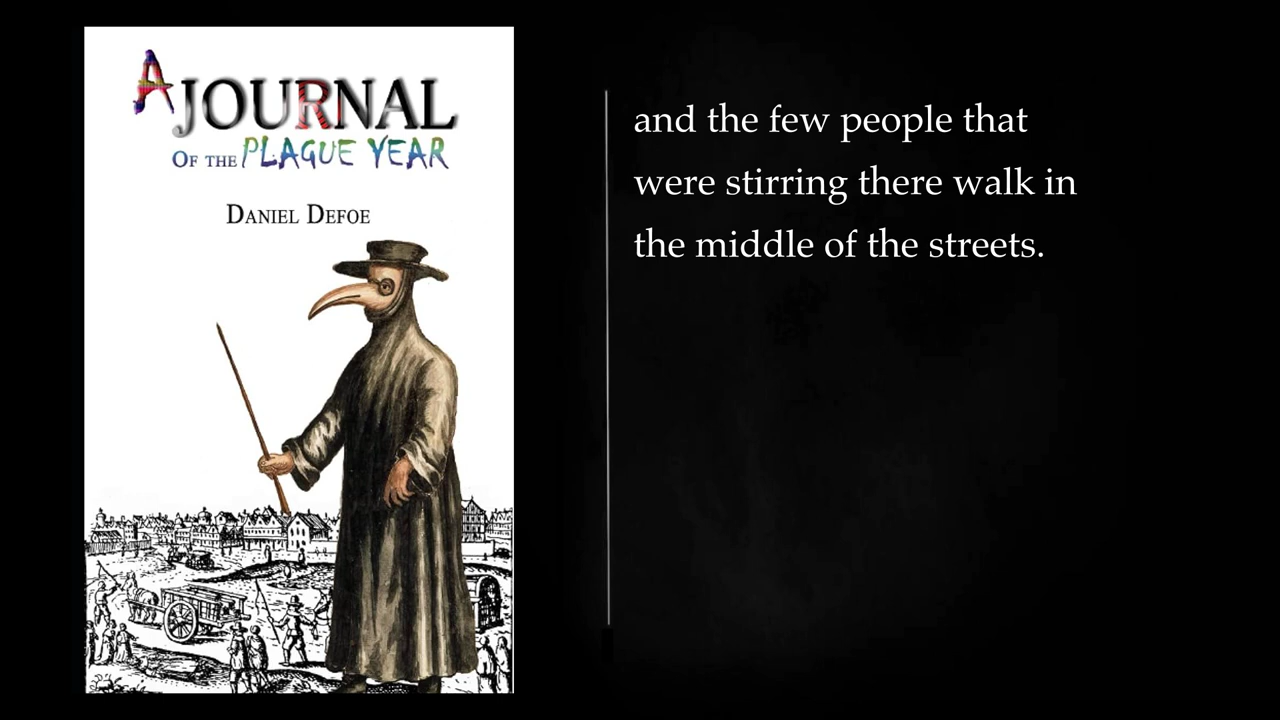 A JOURNAL
OF THE PLAGUE YEAR
DANIEL DEFOE
and the few people that
were stirring there walk in
the middle of the streets.